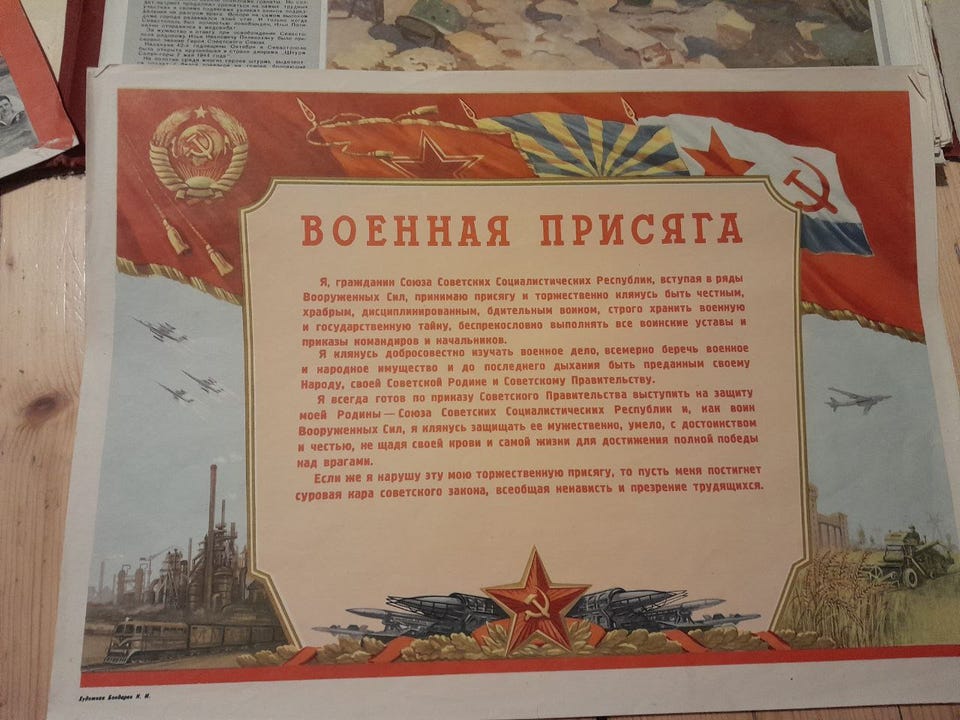 при освобождении Севасто-
ВОЕННАЯ ПРИСЯГА
Я, гражданин Союза Советских Социалистических Республик, вступая в ряды
Вооруженных Сил, принимаю присягу и торжественно клянусь быть честным,
храбрым, дисциплинированным, бдительным воином, строго хранить военную
и государственную тайну, беспрекословно выполнять все воинские уставы и
приказы командиров и начальников.
Я клянусь добросовестно изучать военное дело, всемерно беречь военное
и народное имущество и до последнего дыхания быть преданным своему
Народу, своей Советской Родине и Советскому Правительству.
Я всегда готов по приказу Советского Правительства выступить на защиту
моей Родины — Союза Советских Социалистических Республик и, как воин
Вооруженных Сил, я клянусь защищать ее мужественно, умело, с достоинством
и честью, не щадя своей крови и самой жизни для достижения полной победы
над врагами.
Если же я нарушу эту мою торжественную присягу, то пусть меня постигнет
суровая кара советского закона, всеобщая ненависть и презрение трудящихся.
Художник Бондарен Н. И.